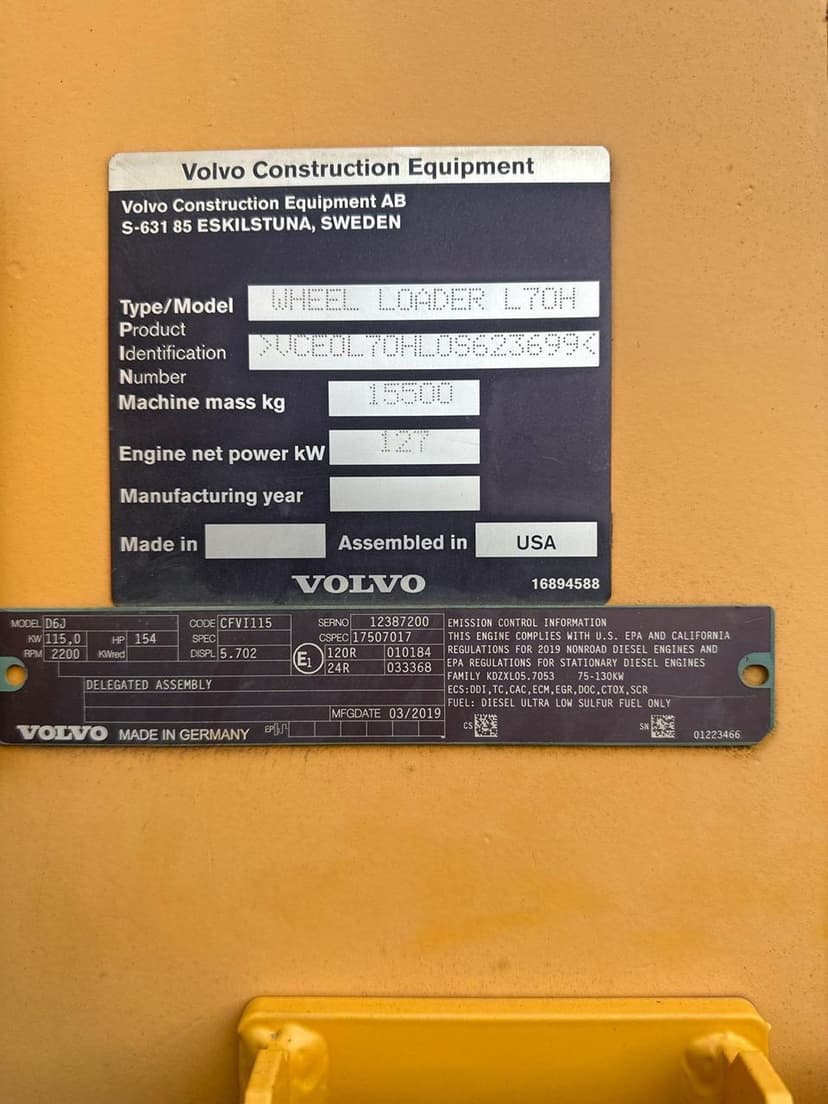 Volvo Construction Equipment
Volvo Construction Equipment AB
S-631 85 ESKILSTUNA, SWEDEN
Type/Model WHEEL LOADER L70H
Product
Identification >VCE0L70HL0S623699<
Number
Machine mass kg 15500
Engine net power kW 127
Manufacturing year
Made in Assembled in USA
VOLVO 16894588
MODEL D6J CODE CFVI115 SERNO 12387200
KW 115,0 HP 154 SPEC CSPEC 17507017
RPM 2200 KWred DISPL 5.702 E1 120R 010184
24R 033368
DELEGATED ASSEMBLY
MFGDATE 03/2019
VOLVO MADE IN GERMANY EP
EMISSION CONTROL INFORMATION
THIS ENGINE COMPLIES WITH U.S. EPA AND CALIFORNIA
REGULATIONS FOR 2019 NONROAD DIESEL ENGINES AND
EPA REGULATIONS FOR STATIONARY DIESEL ENGINES
FAMILY KDZXL05.7053 75-130KW
ECS:DDI,TC,CAC,ECM,EGR,DOC,CTOX,SCR
FUEL: DIESEL ULTRA LOW SULFUR FUEL ONLY
CS SN 01223466